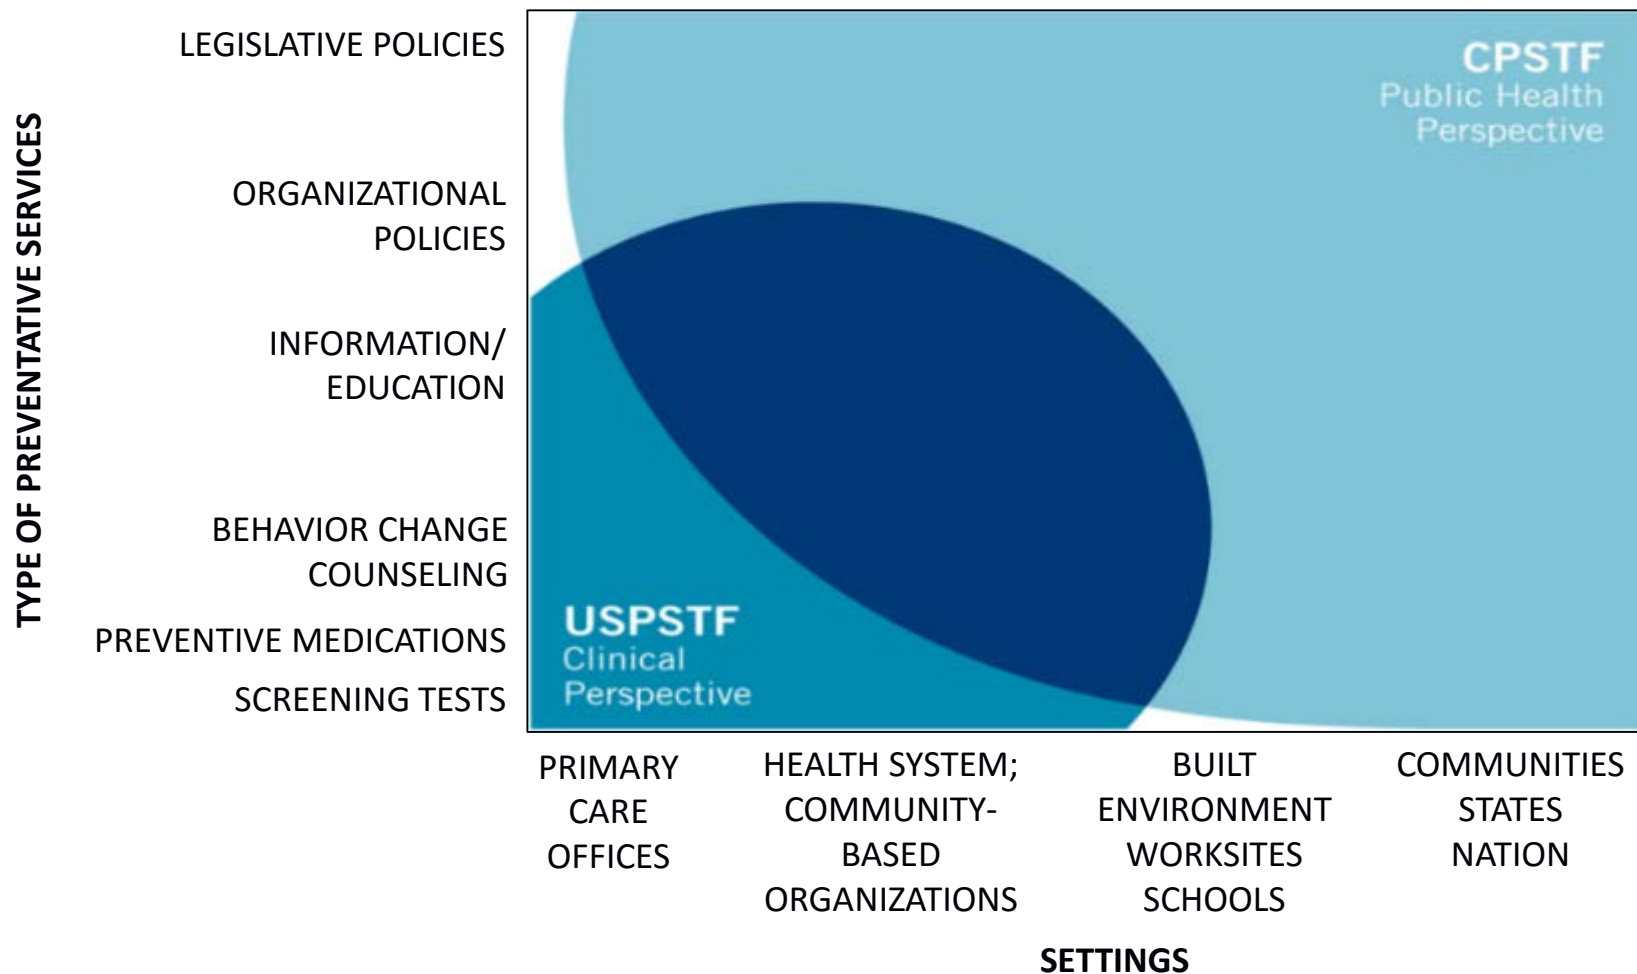 TYPE OF PREVENTATIVE SERVICES
LEGISLATIVE POLICIES
ORGANIZATIONAL
POLICIES
INFORMATION/
EDUCATION
BEHAVIOR CHANGE
COUNSELING
PREVENTIVE MEDICATIONS
SCREENING TESTS
CPSTF
Public Health
Perspective
USPSTF
Clinical
Perspective
PRIMARY
CARE
OFFICES
HEALTH SYSTEM;
COMMUNITY-
BASED
ORGANIZATIONS
BUILT
ENVIRONMENT
WORKSITES
SCHOOLS
COMMUNITIES
STATES
NATION
SETTINGS